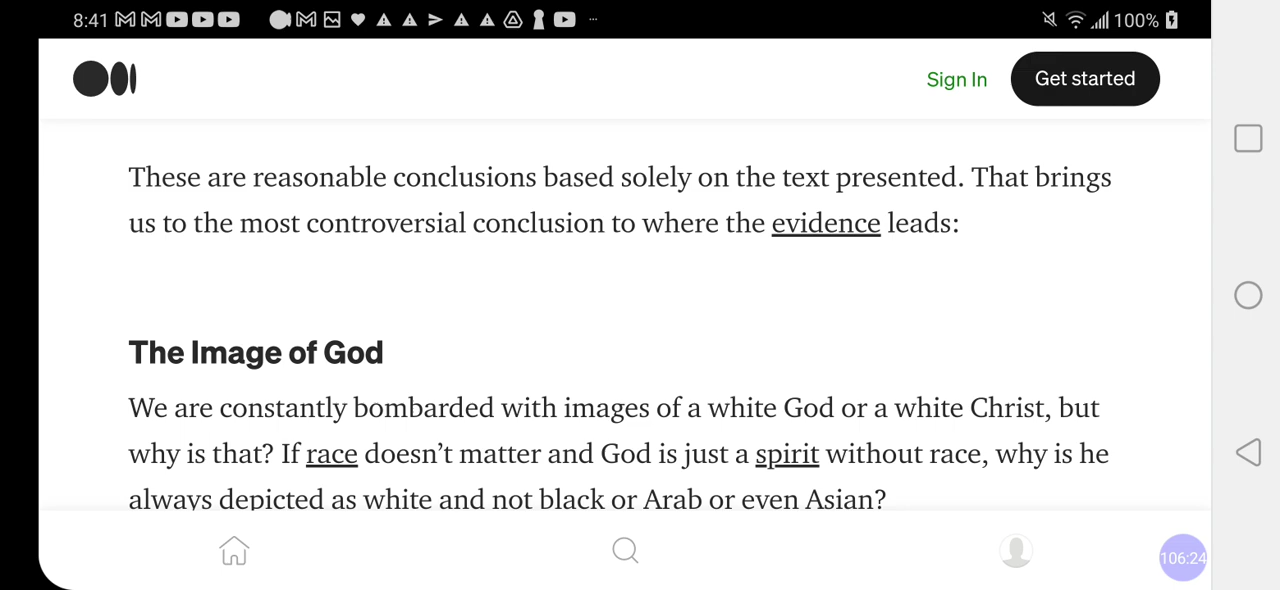 8:41
100%
Sign In
Get started
These are reasonable conclusions based solely on the text presented. That brings
us to the most controversial conclusion to where the evidence leads:
The Image of God
We are constantly bombarded with images of a white God or a white Christ, but
why is that? If race doesn’t matter and God is just a spirit without race, why is he
always depicted as white and not black or Arab or even Asian?
106:24